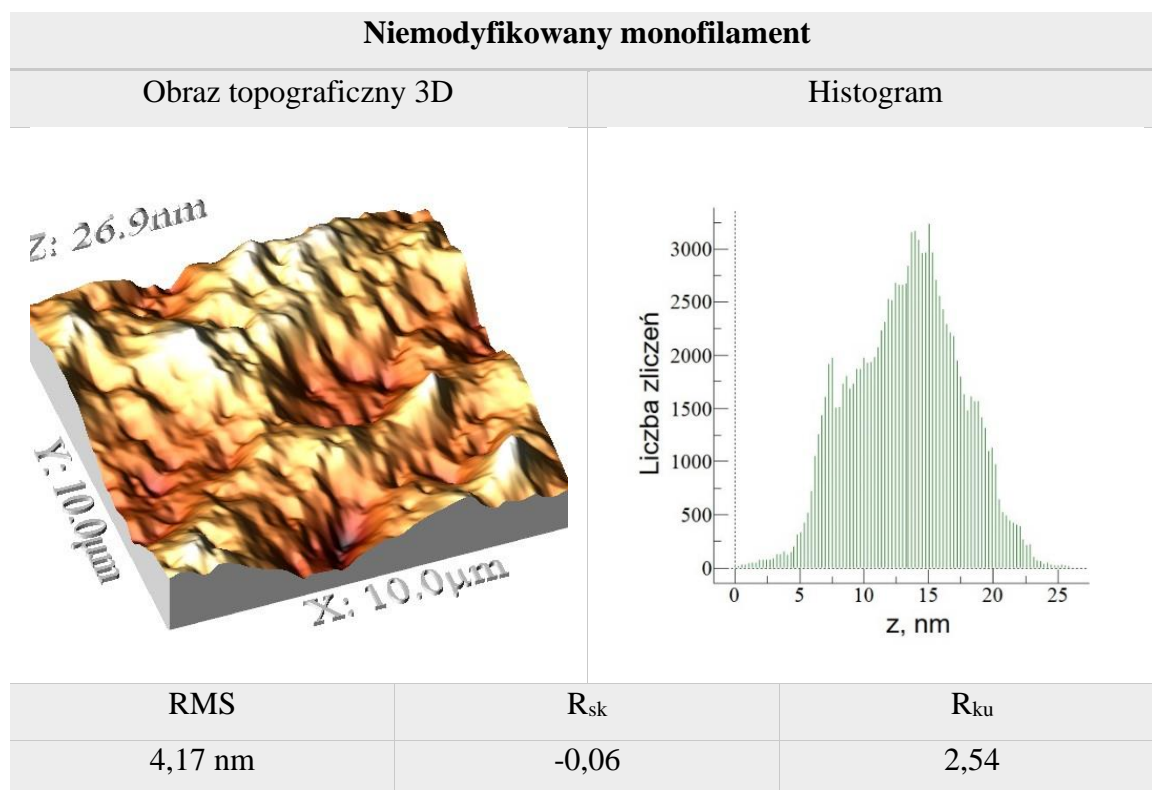 Niemodyfikowany monofilament
Obraz topograficzny 3D
Histogram
Z: 26.9nm
Y: 10.0µm
X: 10.0µm
3000
2500
2000
1500
1000
500
0
Liczba zliczeń
0 5 10 15 20 25
z, nm
RMS Rsk Rku
4,17 nm -0,06 2,54